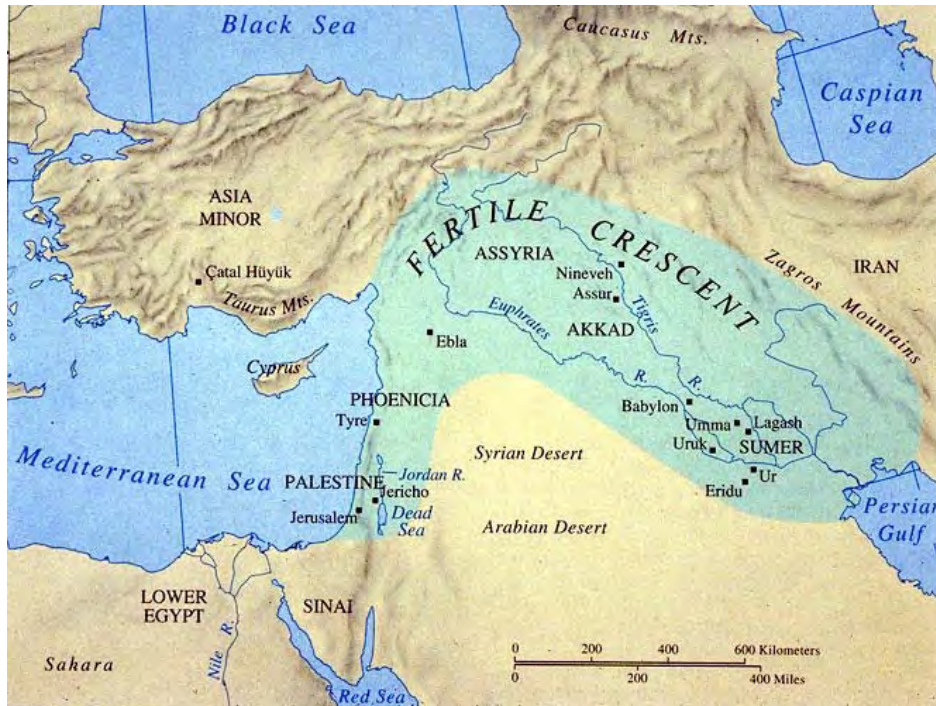 Black Sea
Caucasus Mts.
Caspian
Sea
ASIA
MINOR
FERTILE CRESCENT
ASSYRIA
Nineveh
Zagros Mountains
IRAN
Çatal Hüyük
Taurus Mts.
Assur
Euphrates R.
Tigris R.
AKKAD
Ebla
Cyprus
PHOENICIA
Tyre
Babylon
Umma
Lagash
Uruk
SUMER
Mediterranean Sea
Syrian Desert
Jordan R.
Ur
PALESTINE
Jericho
Eridu
Jerusalem
Dead
Sea
Arabian Desert
Persian
Gulf
LOWER
EGYPT
SINAI
Nile R.
Sahara
Red Sea
0 200 400 600 Kilometers
0 200 400 Miles